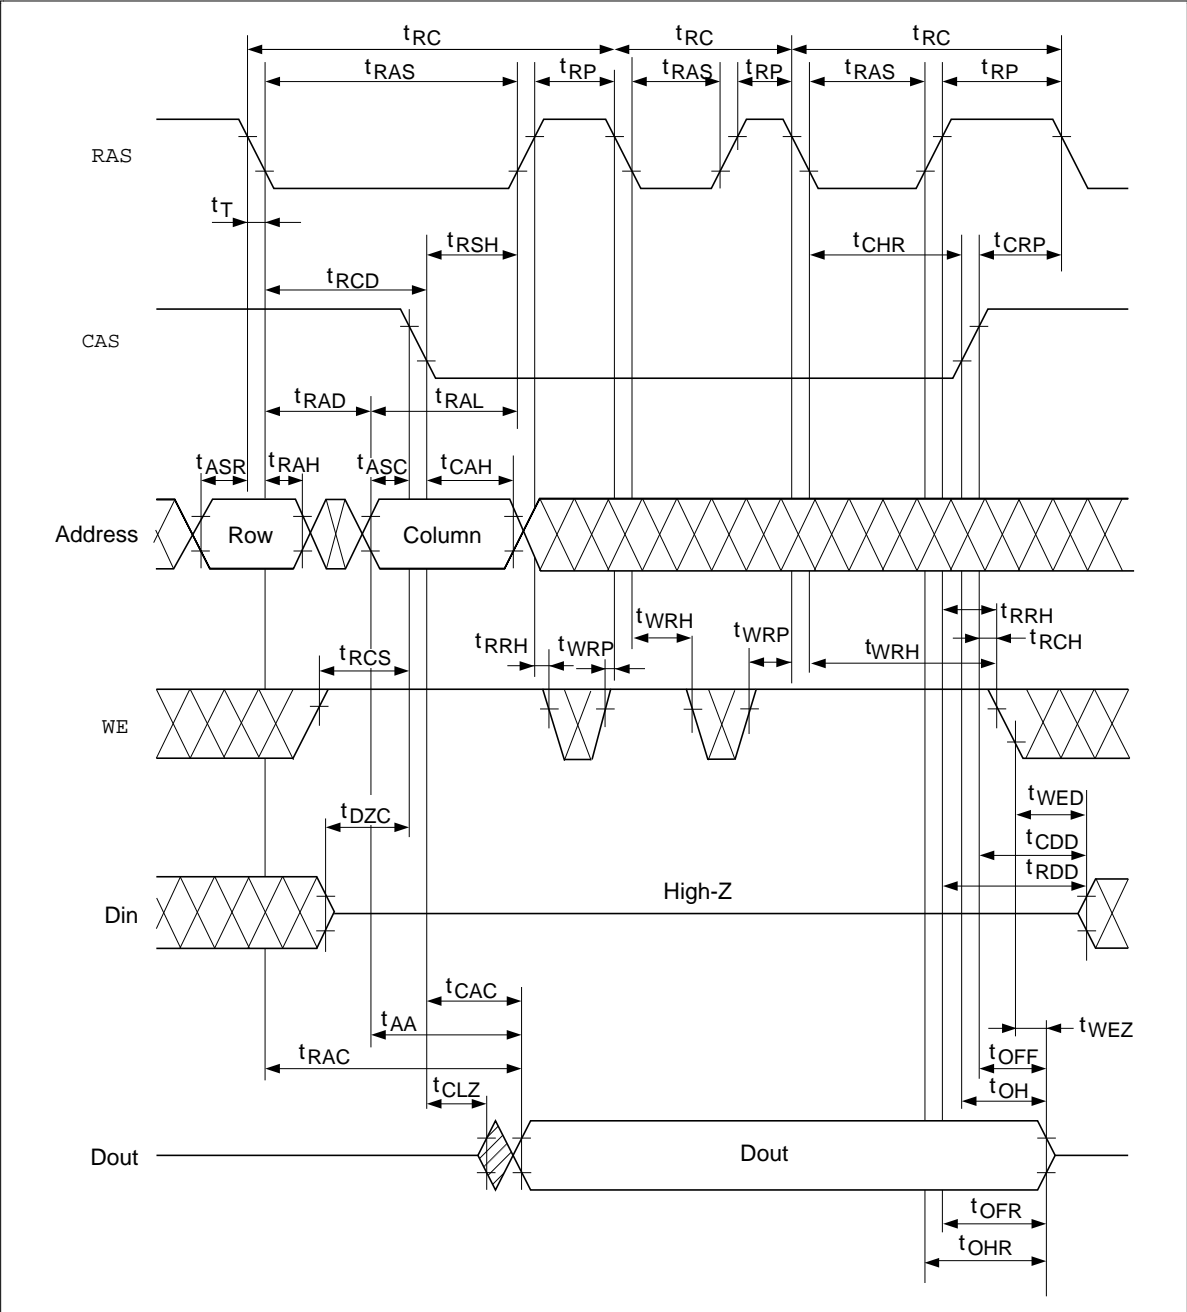 tRC tRC tRC
tRAS tRP tRAS tRP tRAS tRP
RAS
tT
tRSH tCHR tCRP
tRCD
CAS
tRAD tRAL
tASR tRAH tASC tCAH
Address Row Column
tRRH
tWRH tWRP tRCH
tRRH tWRP tWRH
tRCS
WE
tWED
tDZC
tCDD
tRDD
High-Z
Din
tCAC
tAA tWEZ
tRAC tOFF
tCLZ tOH
Dout Dout
tOFR
tOHR